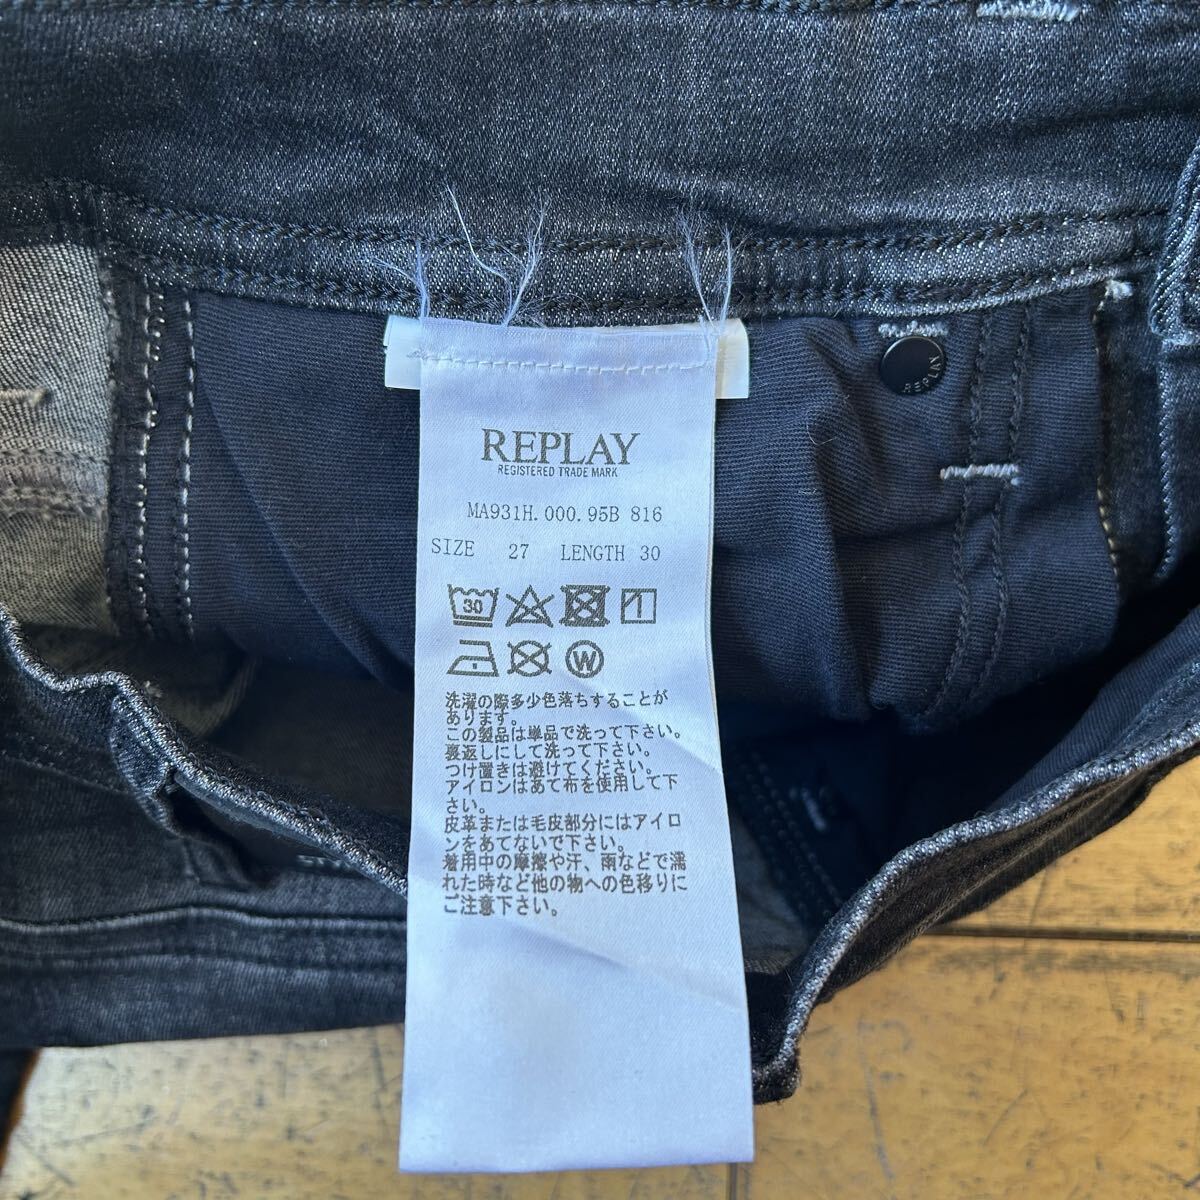 REPLAY
REPLAY
REGISTERED TRADE MARK
MA931H. 000. 95B 816
SIZE 27 LENGTH 30
30
W
洗濯の際多少色落ちすることが
あります。
この製品は単品で洗って下さい。
裏返しにして洗って下さい。
つけ置きは避けてください。
アイロンはあて布を使用して下
さい。
皮革または毛皮部分にはアイロ
ンをあてないで下さい。
着用中の摩擦や汗、雨などで濡
れた時など他の物への色移りに
ご注意下さい。